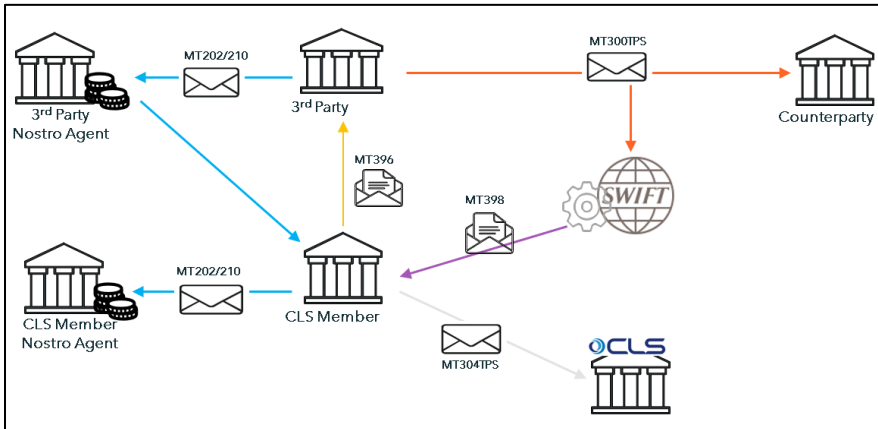 MT202/210
MT300TPS
3rd Party
Nostro Agent
3rd Party
Counterparty
MT396
SWIFT
MT398
MT202/210
CLS Member
CLS Member
Nostro Agent
MT304TPS
CLS